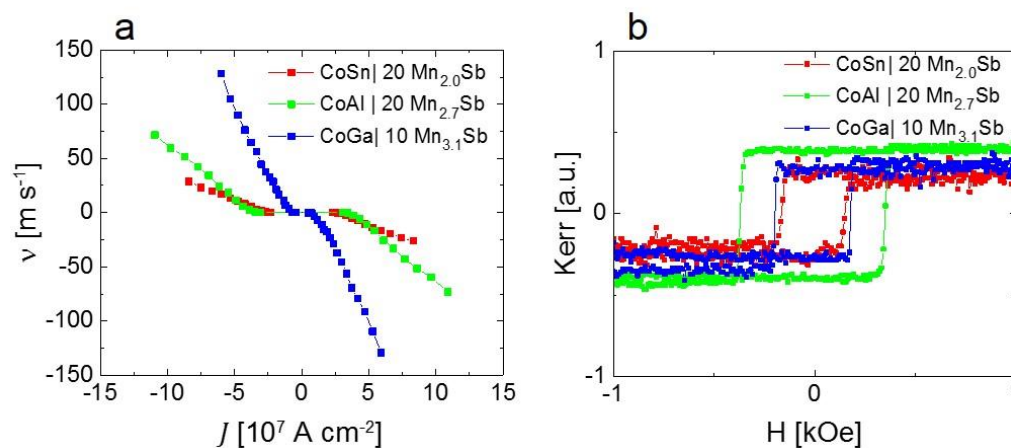 a
150
100
50
0
-50
-100
-150
ν [m s⁻¹]
CoSn| 20 Mn₂.₀Sb
CoAl | 20 Mn₂.₇Sb
CoGa| 10 Mn₃.₁Sb
-15 -10 -5 0 5 10 15
J [10⁷ A cm⁻²]
b
1
0
-1
Kerr [a.u.]
CoSn| 20 Mn₂.₀Sb
CoAl | 20 Mn₂.₇Sb
CoGa| 10 Mn₃.₁Sb
-1 0
H [kOe]